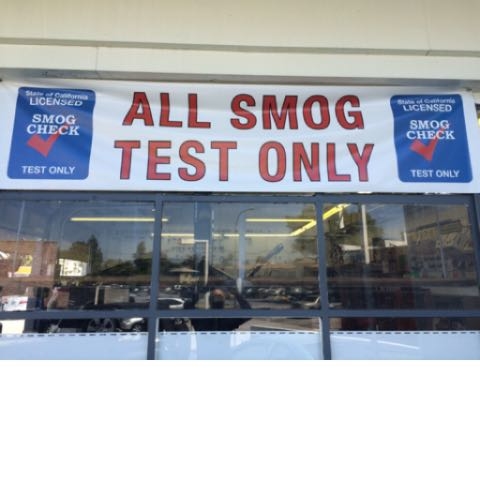 State of California
LICENSED
SMOG
CHECK
TEST ONLY
ALL SMOG
TEST ONLY
State of California
LICENSED
SMOG
CHECK
TEST ONLY